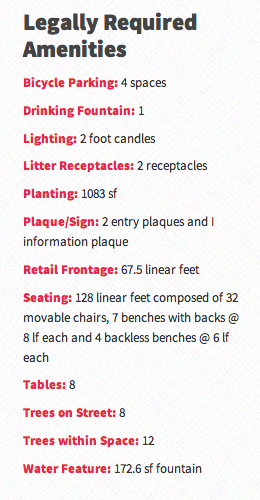 Legally Required
Amenities
Bicycle Parking: 4 spaces
Drinking Fountain: 1
Lighting: 2 foot candles
Litter Receptacles: 2 receptacles
Planting: 1083 sf
Plaque/Sign: 2 entry plaques and I
information plaque
Retail Frontage: 67.5 linear feet
Seating: 128 linear feet composed of 32
movable chairs, 7 benches with backs @
8 lf each and 4 backless benches @ 6 lf
each
Tables: 8
Trees on Street: 8
Trees within Space: 12
Water Feature: 172.6 sf fountain